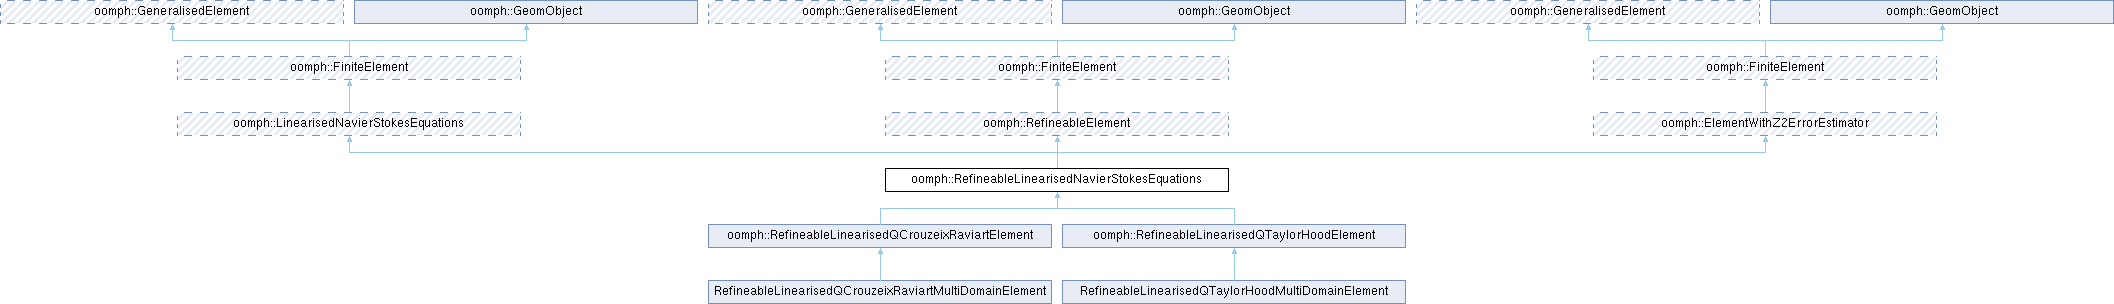 oomph::GeneralisedElement
oomph::GeomObject
oomph::GeneralisedElement
oomph::GeomObject
oomph::GeneralisedElement
oomph::GeomObject
oomph::FiniteElement
oomph::FiniteElement
oomph::FiniteElement
oomph::LinearisedNavierStokesEquations
oomph::RefineableElement
oomph::ElementWithZ2ErrorEstimator
oomph::RefineableLinearisedNavierStokesEquations
oomph::RefineableLinearisedQCrouzeixRaviartElement
oomph::RefineableLinearisedQTaylorHoodElement
RefineableLinearisedQCrouzeixRaviartMultiDomainElement
RefineableLinearisedQTaylorHoodMultiDomainElement